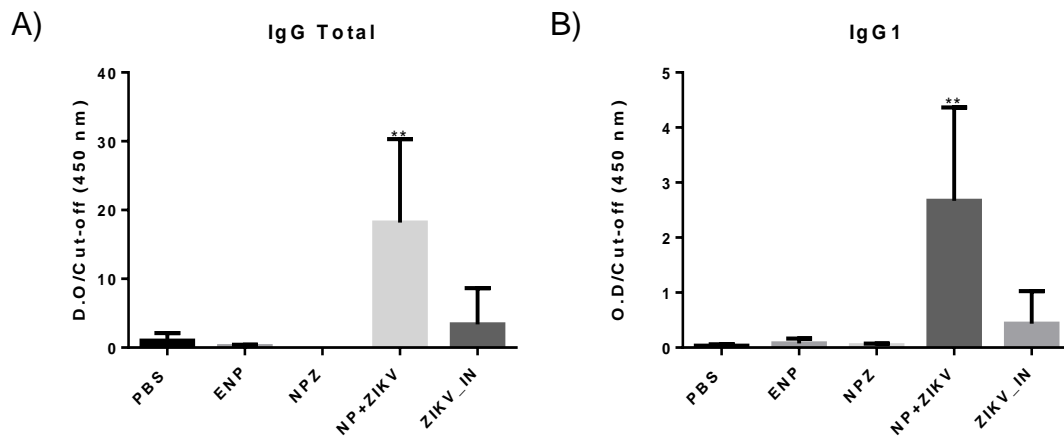 A)
IgG Total
D.O/Cut-off (450 nm)
40
30
20
10
0
**
PBS
ENP
NPZ
NP+ZIKV
ZIKV_IN
B)
IgG1
O.D/Cut-off (450 nm)
5
4
3
2
1
0
**
PBS
ENP
NPZ
NP+ZIKV
ZIKV_IN